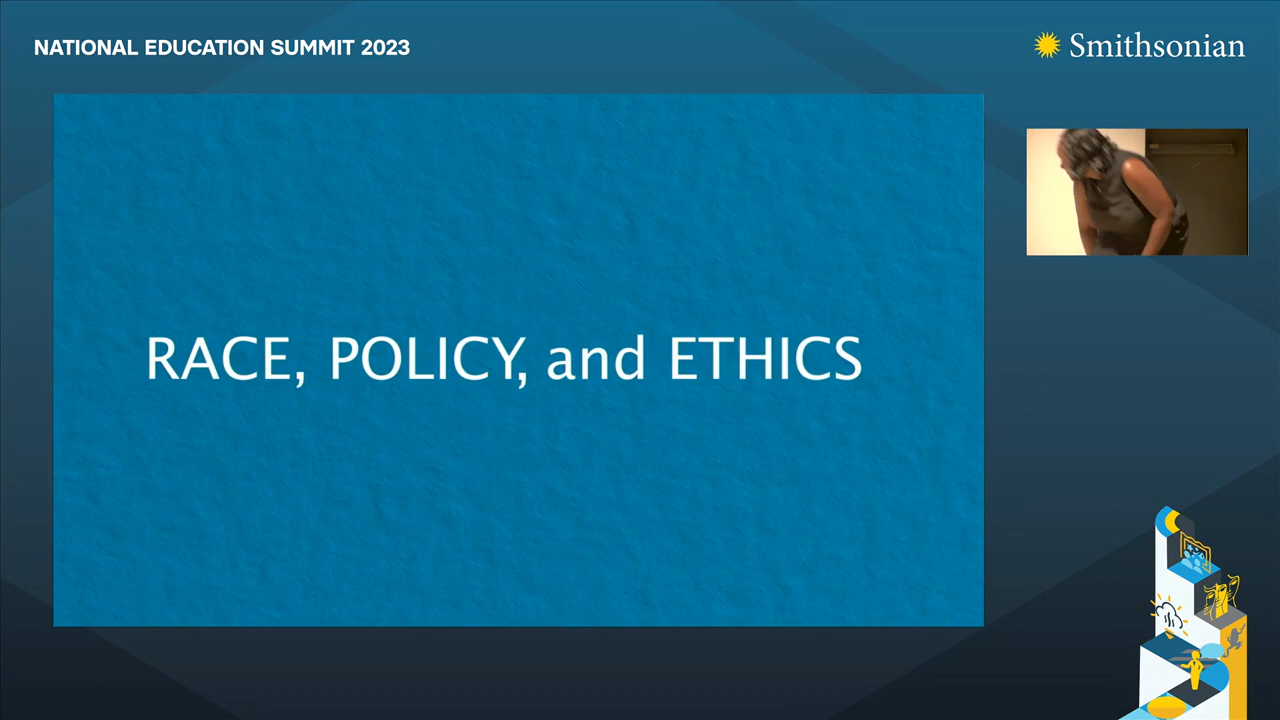 NATIONAL EDUCATION SUMMIT 2023
Smithsonian
RACE, POLICY, and ETHICS